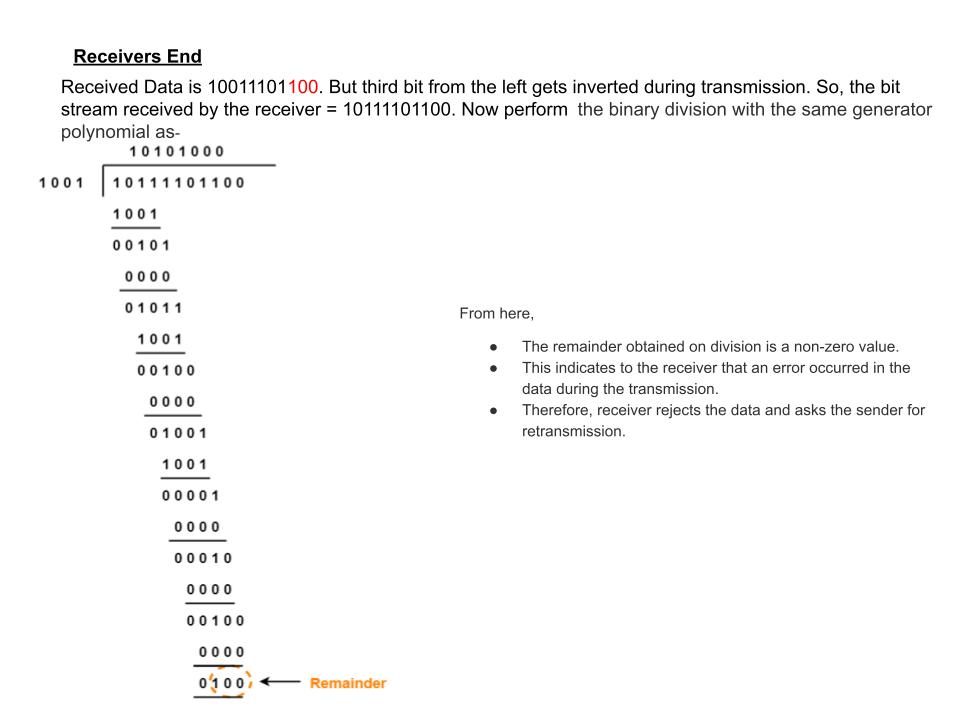 Receivers End
Received Data is 10011101100. But third bit from the left gets inverted during transmission. So, the bit
stream received by the receiver = 10111101100. Now perform the binary division with the same generator
polynomial as-
10101000
1001 10111101100
1001
00101
0000
01011
1001
00100
0000
01001
1001
00001
0000
00010
0000
00100
0000
0100 Remainder
From here,
● The remainder obtained on division is a non-zero value.
● This indicates to the receiver that an error occurred in the
data during the transmission.
● Therefore, receiver rejects the data and asks the sender for
retransmission.